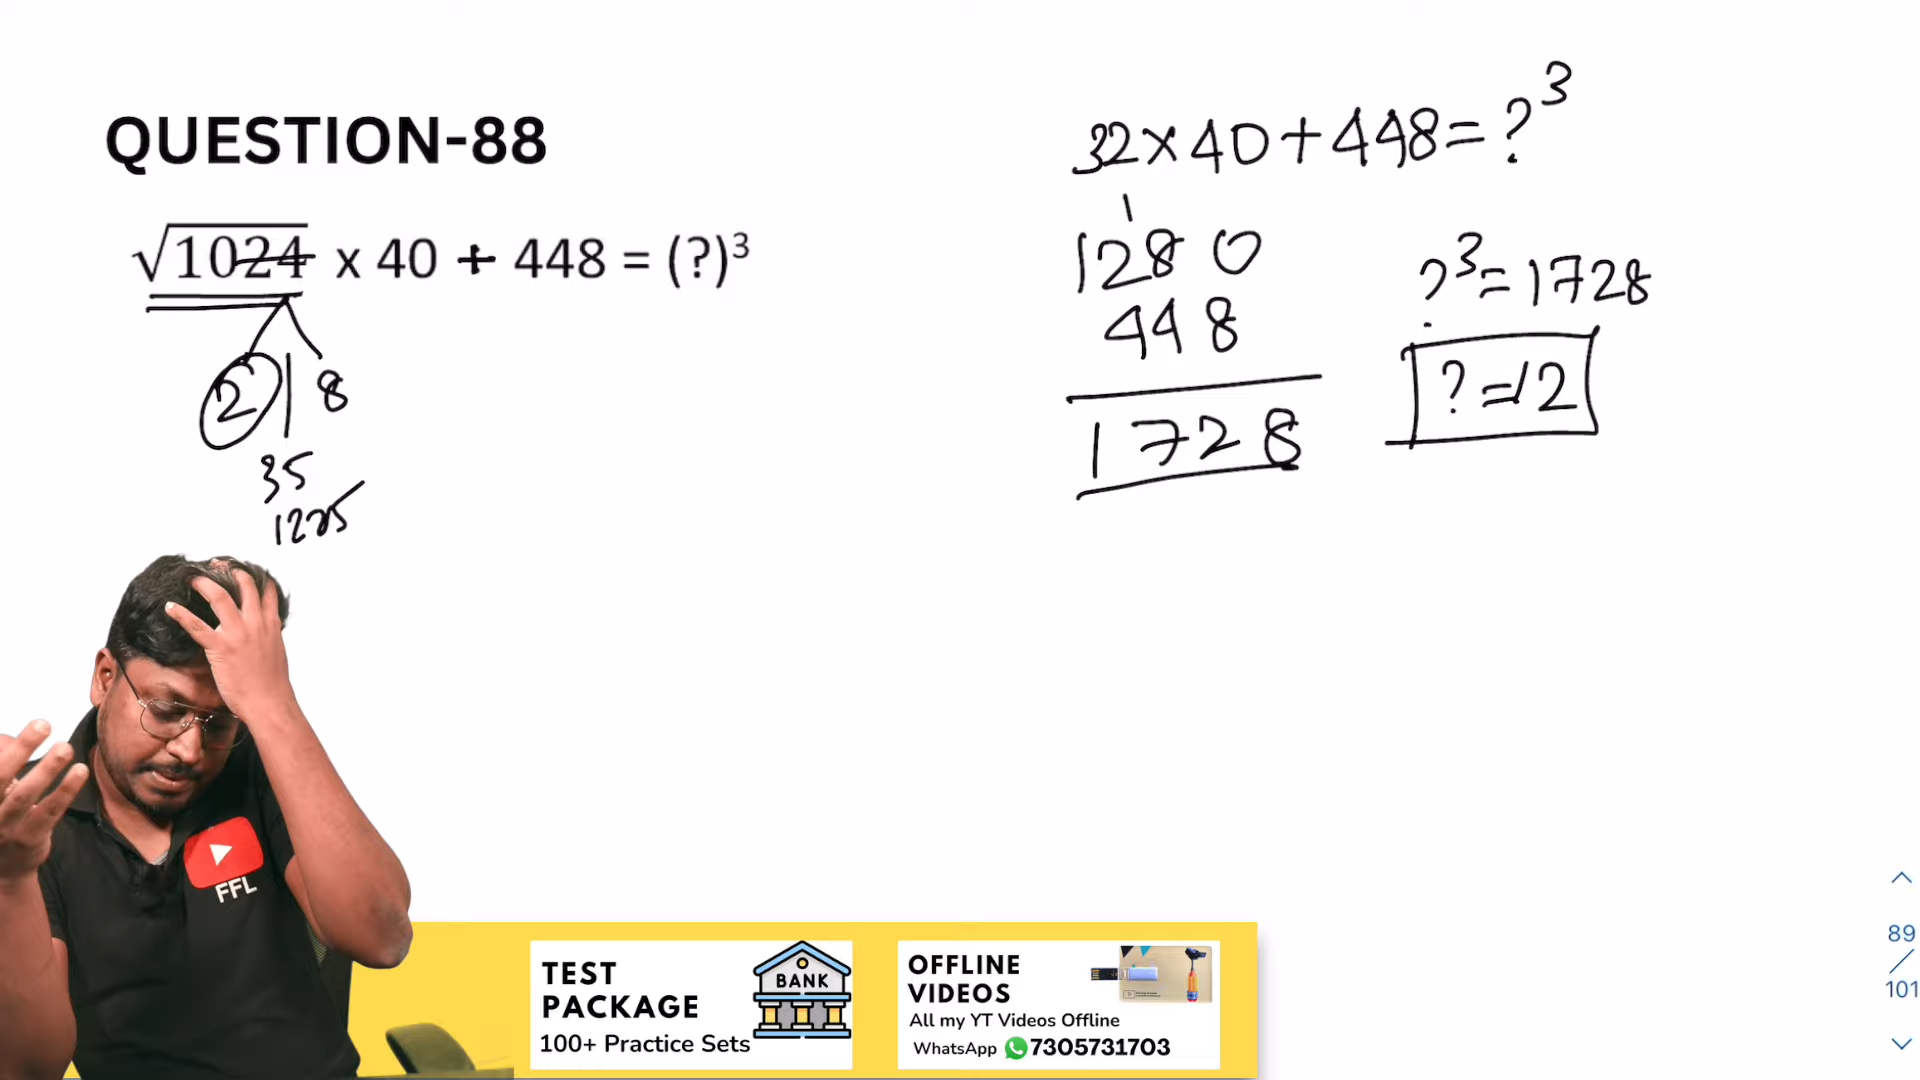 QUESTION-88
√1024 x 40 + 448 = (?)³
2 | 8
35
1225
32×40+448=?³
1
1280
448
1728
?³=1728
?=12
FFL
TEST
PACKAGE
100+ Practice Sets
BANK
OFFLINE
VIDEOS
All my YT Videos Offline
WhatsApp 7305731703
89
/
101